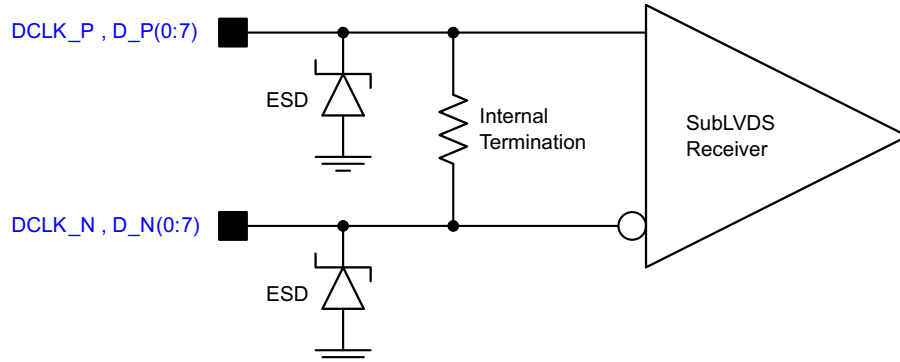 DCLK_P , D_P(0:7)
ESD
Internal
Termination
SubLVDS
Receiver
DCLK_N , D_N(0:7)
ESD